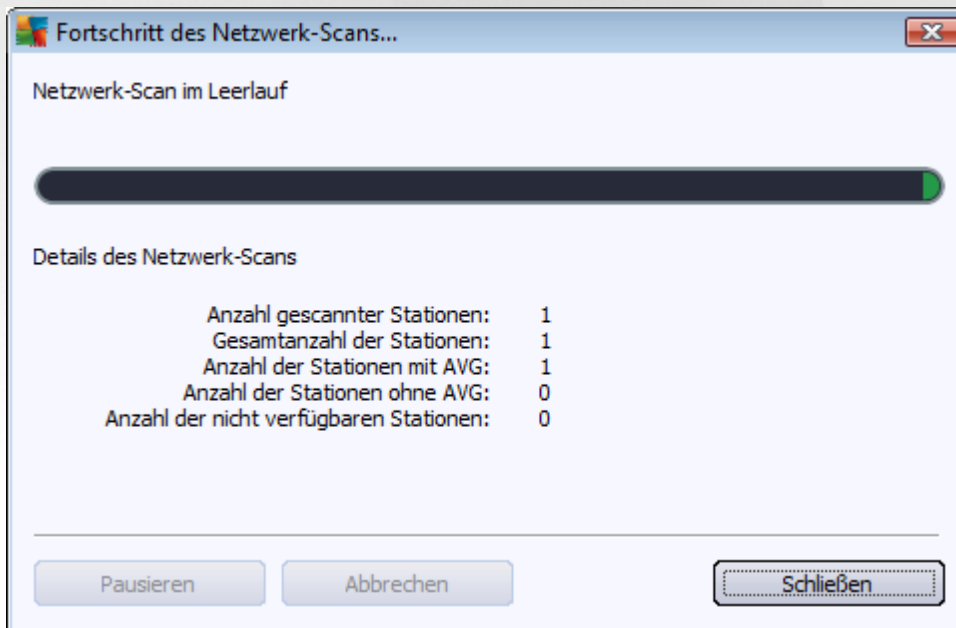 Fortschritt des Netzwerk-Scans...
Netzwerk-Scan im Leerlauf
Details des Netzwerk-Scans
Anzahl gescannter Stationen: 1
Gesamtanzahl der Stationen: 1
Anzahl der Stationen mit AVG: 1
Anzahl der Stationen ohne AVG: 0
Anzahl der nicht verfügbaren Stationen: 0
Pausieren Abbrechen Schließen